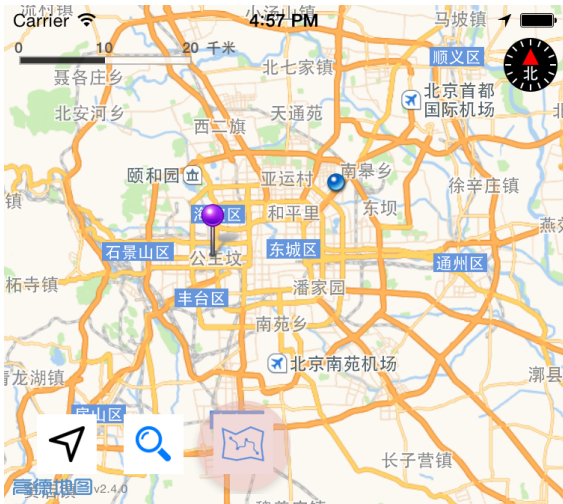 Carrier 4:57 PM
小汤山镇
马坡镇
0 10 20 千米
顺义区
聂各庄乡
北七家镇
北京首都
国际机场
北安河乡
天通苑
西二旗
颐和园
亚运村
南皋乡
徐辛庄镇
镇
东坝
和平里
区
石景山区
公主坟
东城区
通州区
柘寺镇
丰台区
潘家园
南苑乡
北京南苑机场
青龙湖镇
漷县
房山区
长子营镇
高德地图 v2.4.0
北